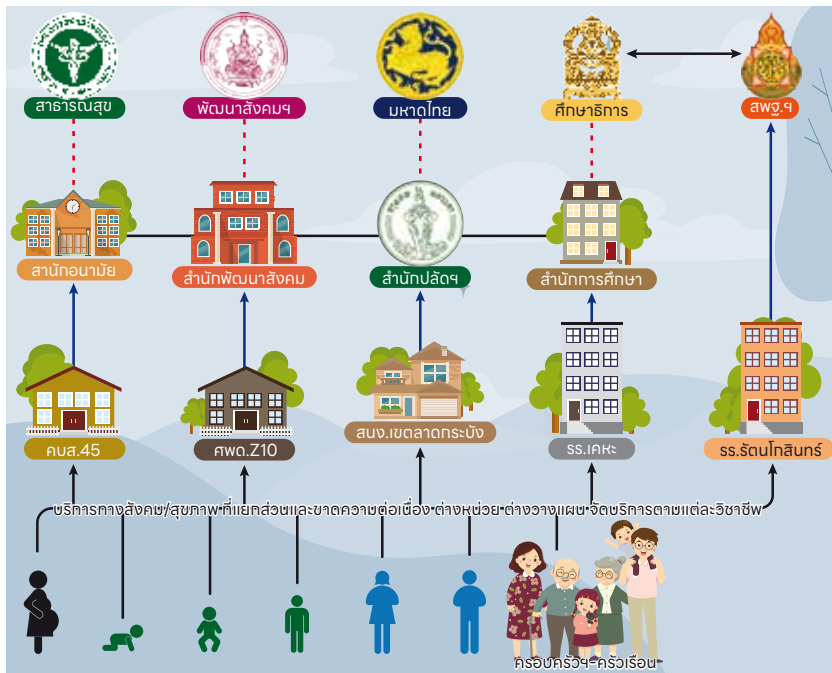 สาธารณสุข
พัฒนาสังคมฯ
มหาดไทย
ศึกษาธิการ
สพฐ.ฯ
สานักอนามัย
สำนักพัฒนาสังคม
สำนักปลัดฯ
สำนักการศึกษา
คบส.45
ศพด.Z10
สนง.เขตลาดกระบัง
รร.เคหะ
รร.รัตนโกสินทร์
บริการทางสังคม/สุขภาพ ที่แยกส่วนและขาดความต่อเนื่อง ต่างหน่วย ต่างวางแผน จัดบริการตามแต่ละวิชาชีพ
ครอบครัวฯ-ครัวเรือน